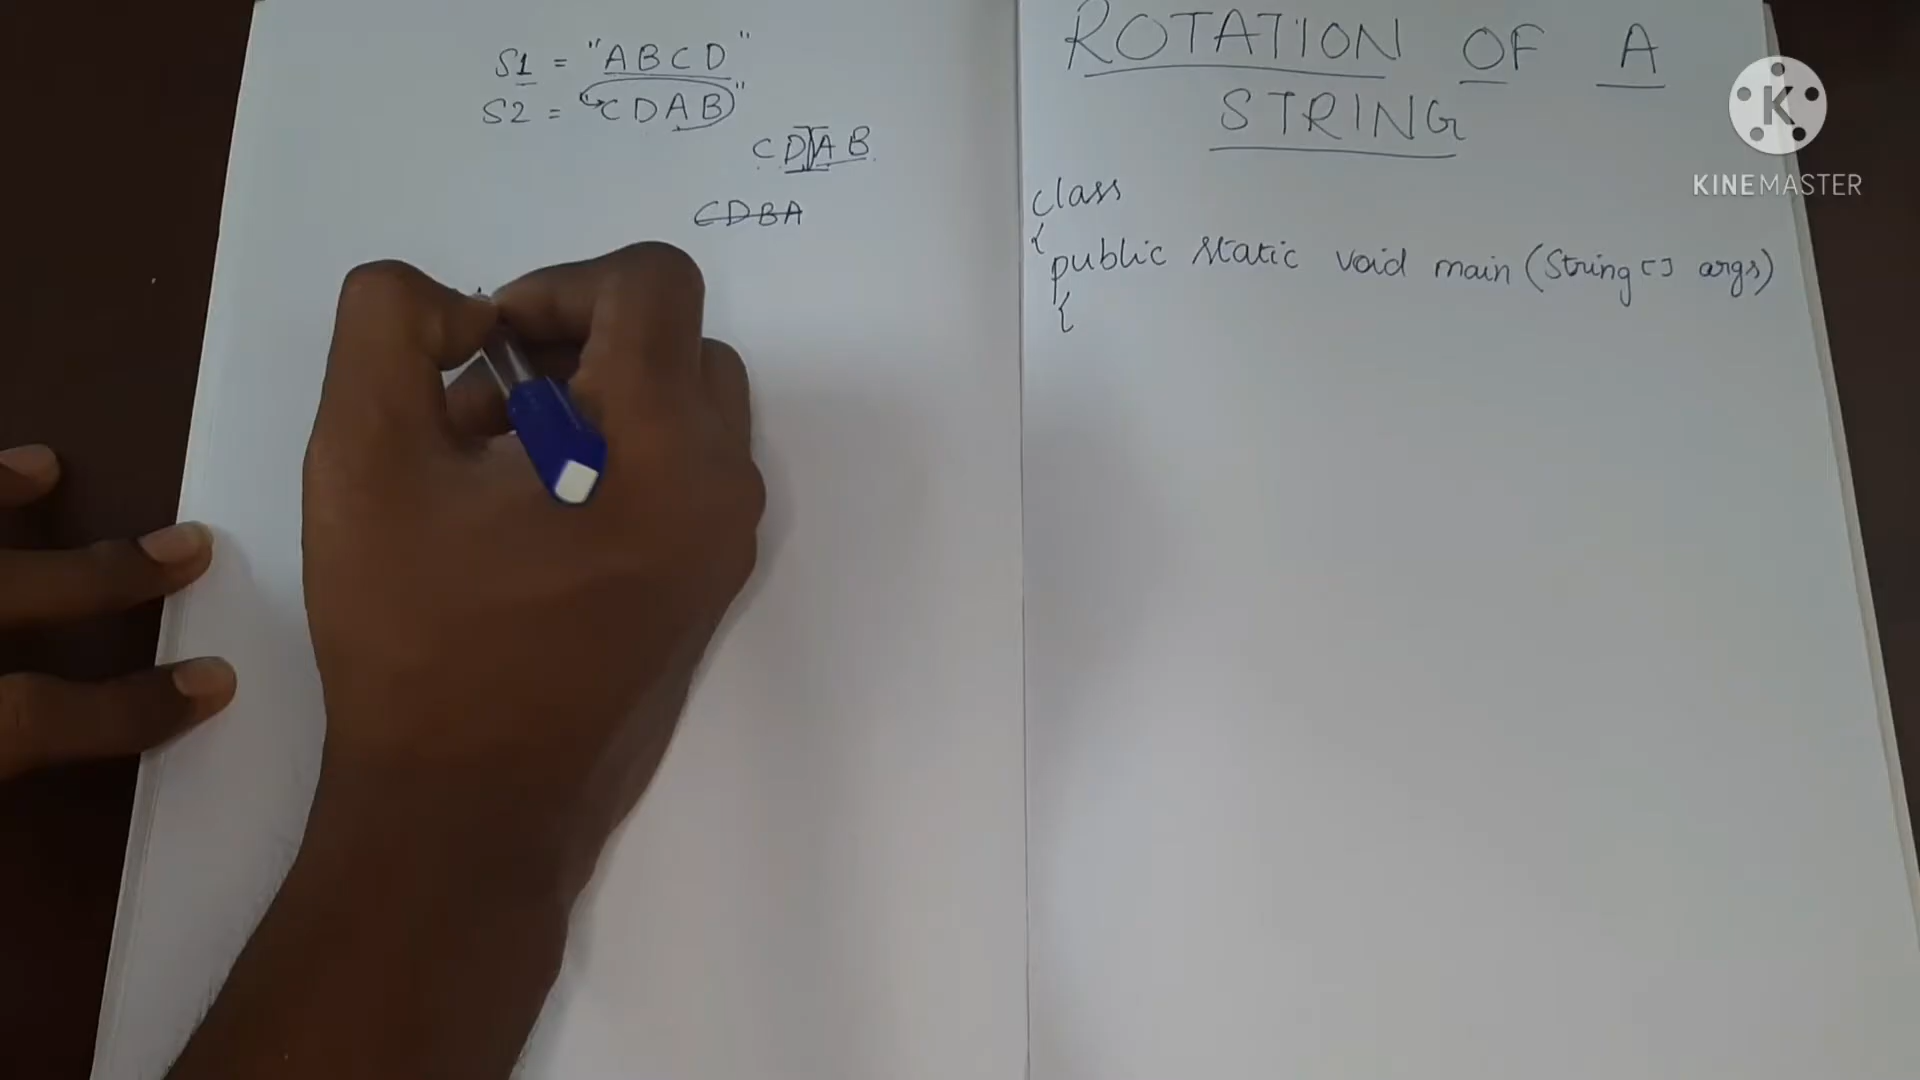 S1 = "ABCD"
S2 = "CDAB"
CDAB
CDBA
ROTATION OF A
STRING
class
{
public static void main (String [] args)
{
K
KINEMASTER